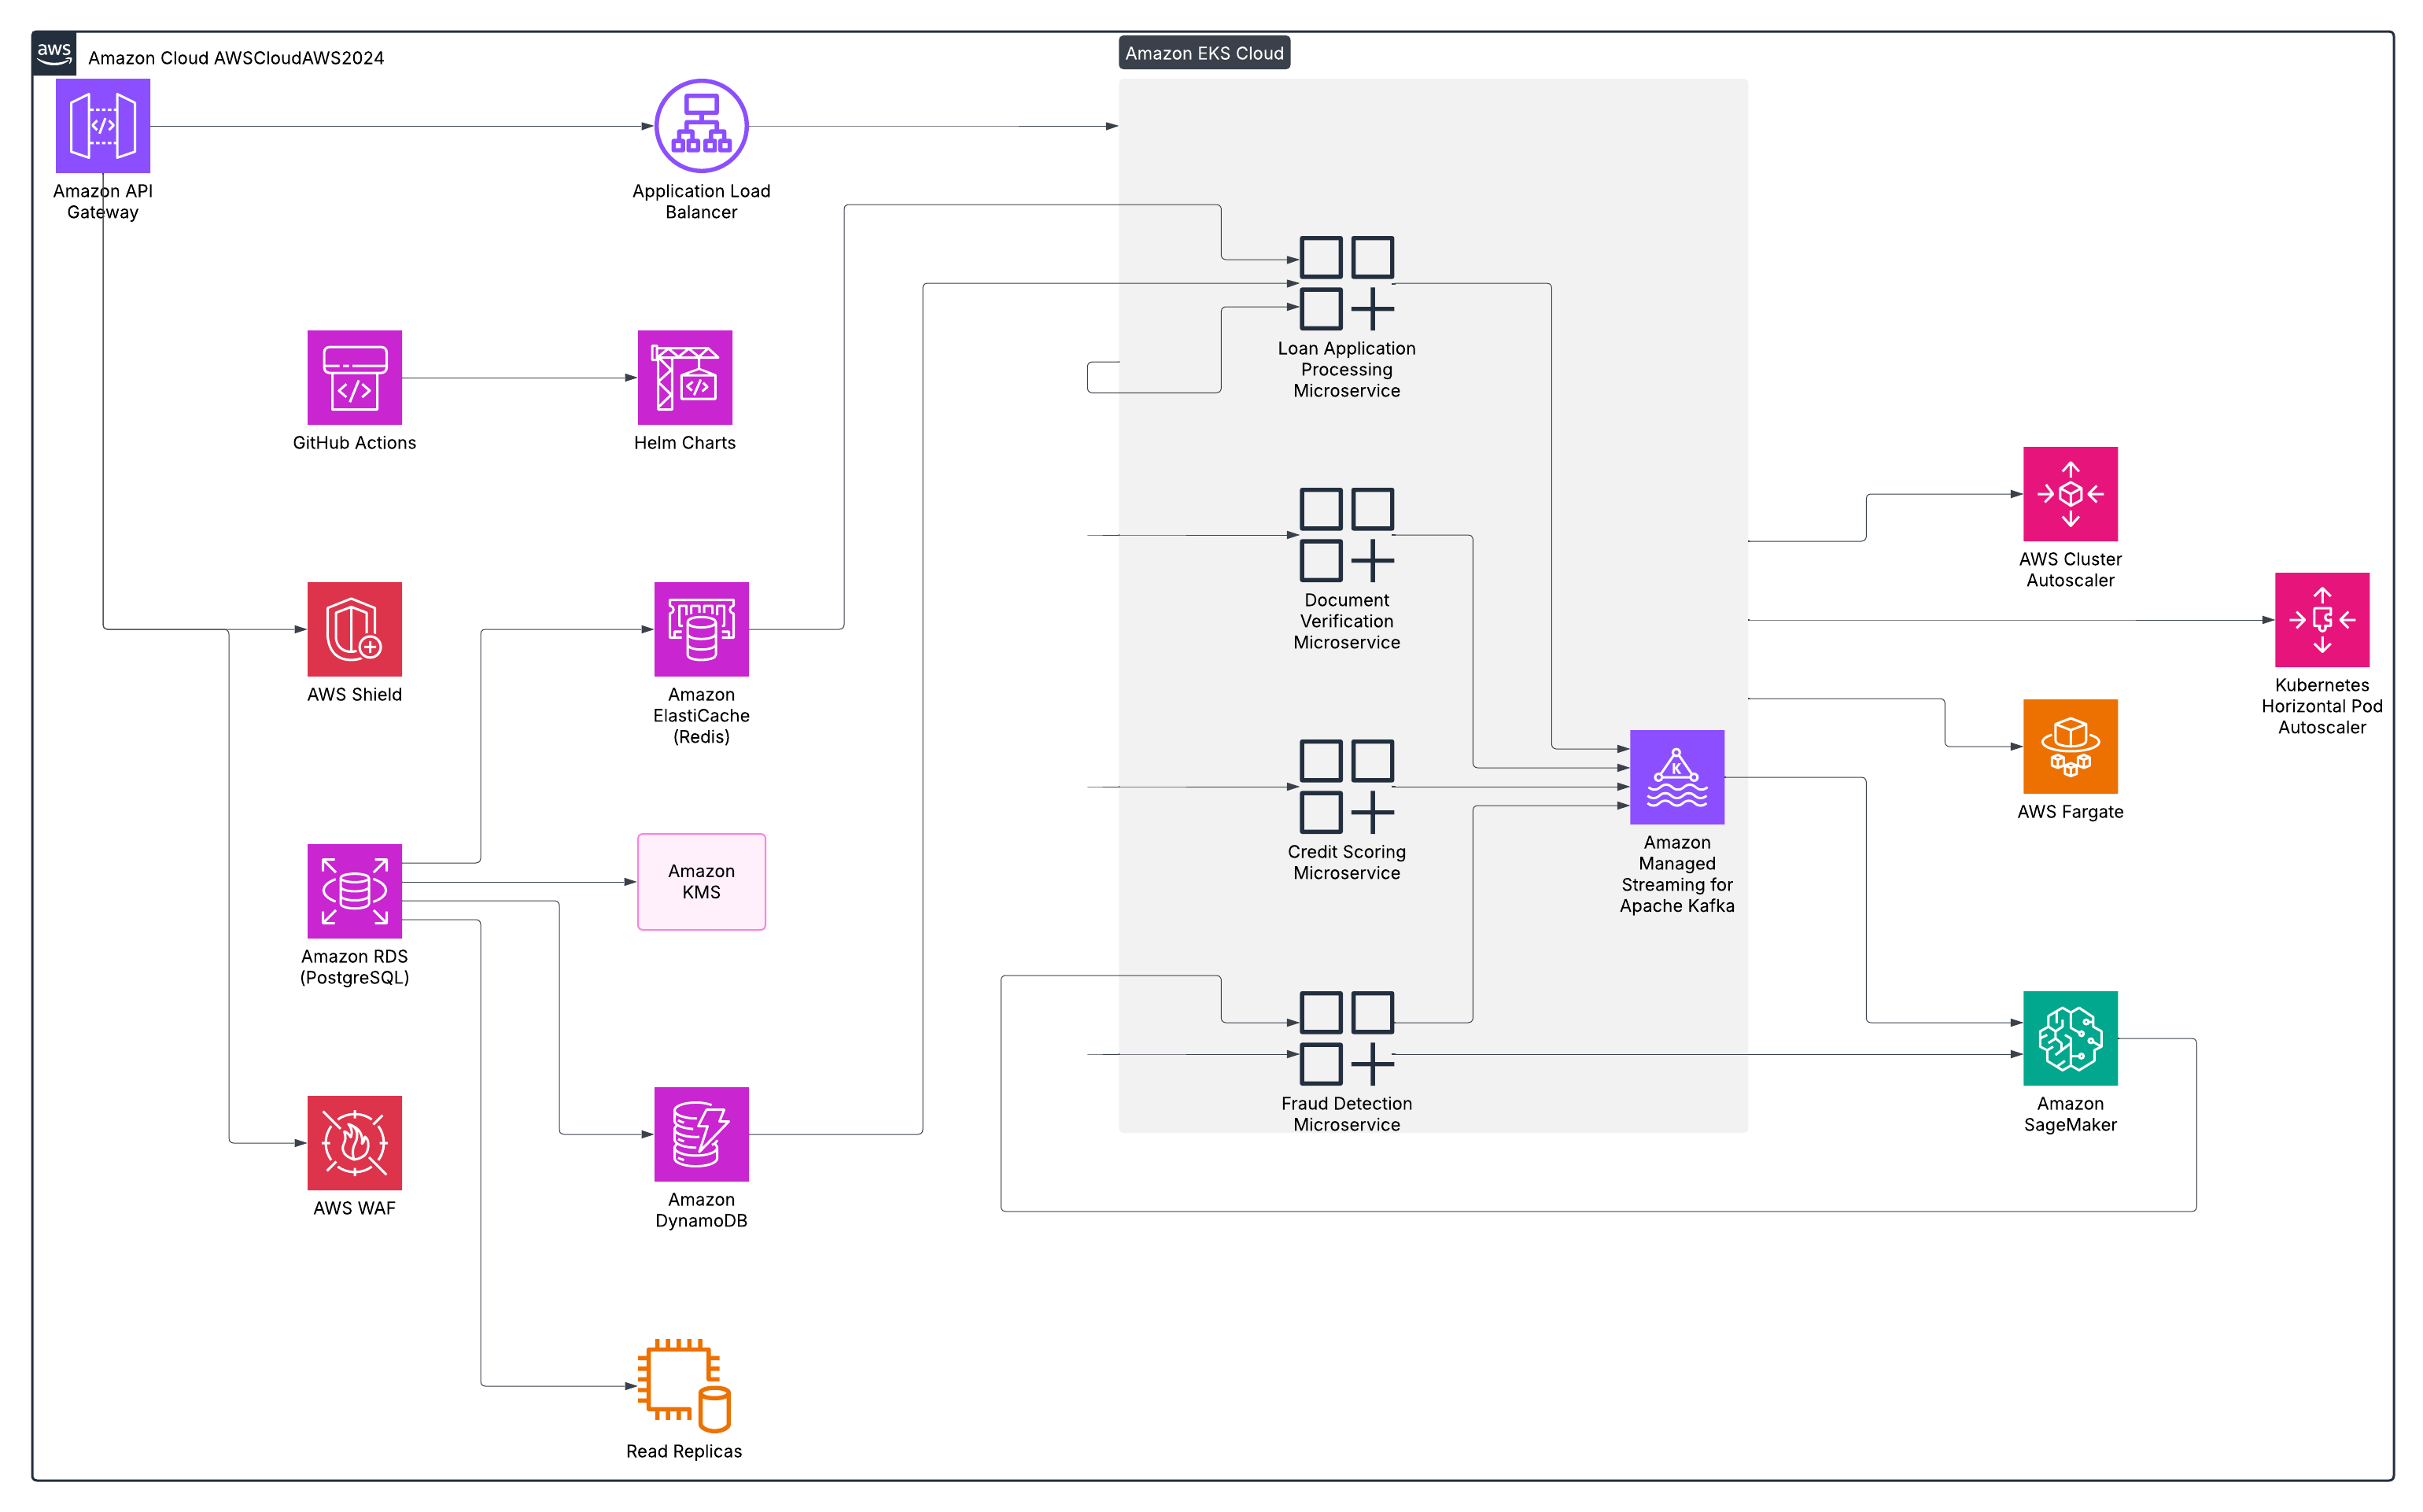 aws
Amazon Cloud AWSCloudAWS2024
Amazon EKS Cloud
Amazon API
Gateway
Application Load
Balancer
GitHub Actions
Helm Charts
Loan Application
Processing
Microservice
AWS Cluster
Autoscaler
Document
Verification
Microservice
Kubernetes
Horizontal Pod
Autoscaler
AWS Shield
Amazon
ElastiCache
(Redis)
AWS Fargate
Credit Scoring
Microservice
K
Amazon
Managed
Streaming for
Apache Kafka
Amazon
KMS
Amazon RDS
(PostgreSQL)
Fraud Detection
Microservice
Amazon
SageMaker
AWS WAF
Amazon
DynamoDB
Read Replicas